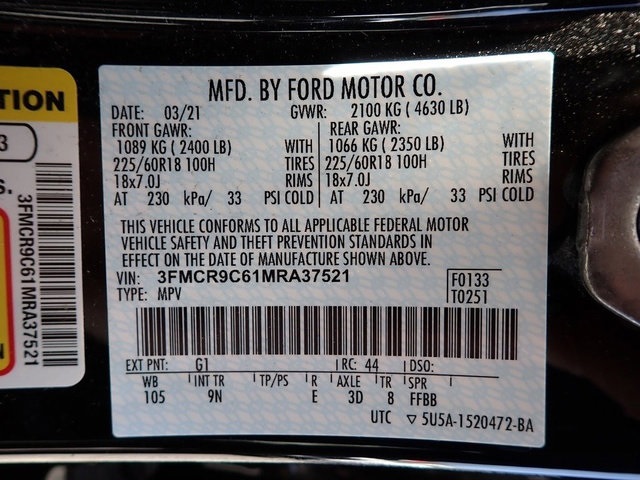 TION
3
S.
3FMCR9C61MRA37521
MFD. BY FORD MOTOR CO.
DATE: 03/21 GVWR: 2100 KG ( 4630 LB)
FRONT GAWR: REAR GAWR:
1089 KG ( 2400 LB) WITH 1066 KG ( 2350 LB) WITH
225/60R18 100H TIRES 225/60R18 100H TIRES
18x7.0J RIMS 18x7.0J RIMS
AT 230 kPa/ 33 PSI COLD AT 230 kPa/ 33 PSI COLD
THIS VEHICLE CONFORMS TO ALL APPLICABLE FEDERAL MOTOR
VEHICLE SAFETY AND THEFT PREVENTION STANDARDS IN
EFFECT ON THE DATE OF MANUFACTURE SHOWN ABOVE.
VIN: 3FMCR9C61MRA37521 F0133
TYPE: MPV T0251
EXT PNT: G1 RC: 44 DSO:
WB INT TR TP/PS R AXLE TR SPR
105 9N E 3D 8 FFBB
UTC ▽ 5U5A-1520472-BA